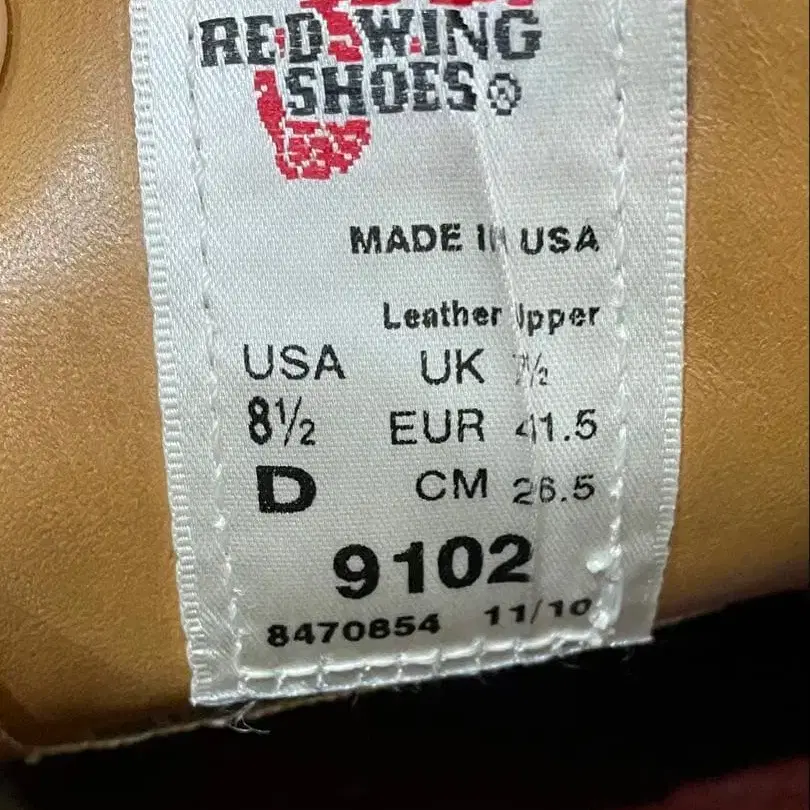 RED WING
SHOES®
MADE IN USA
Leather Upper
USA UK 7½
8½ EUR 41.5
D CM 26.5
9102
8470854 11/10